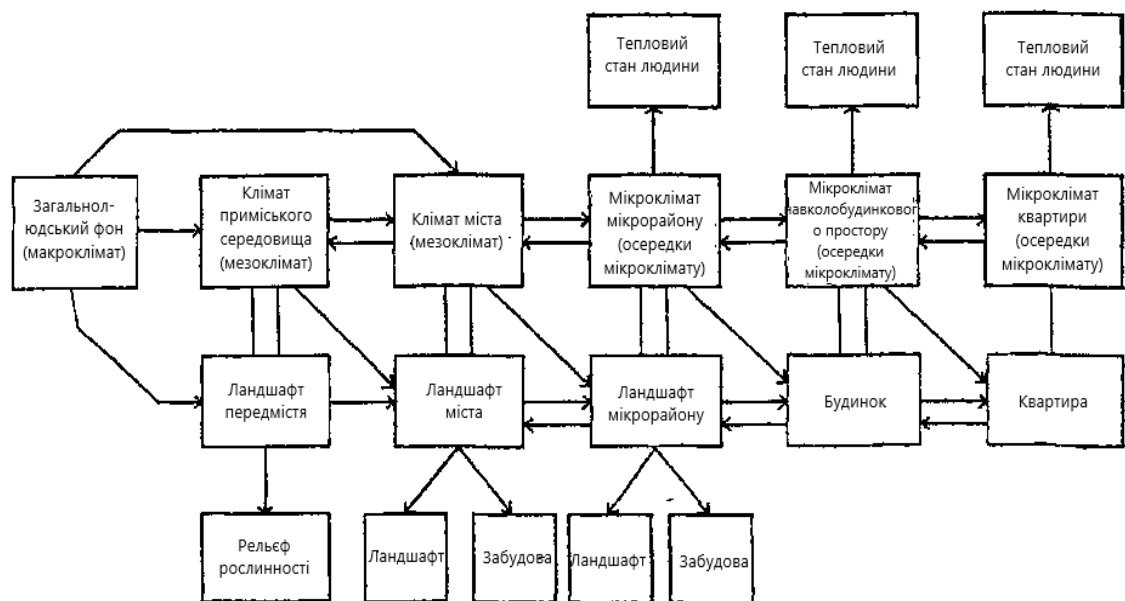 Тепловий
стан людини
Тепловий
стан людини
Тепловий
стан людини
Загальнол-
юдський фон
(макроклімат)
Клімат
приміського
середовища
(мезоклімат)
Клімат міста
(мезоклімат)
Мікроклімат
мікрорайону
(осередки
мікроклімату)
Мікроклімат
навколобудинковог
о простору
(осередки
мікроклімату)
Мікроклімат
квартири
(осередки
мікроклімату)
Ландшафт
передмістя
Ландшафт
міста
Ландшафт
мікрорайону
Будинок
Квартира
Рельєф
рослинності
Ландшафт
Забудова
Ландшафт
Забудова